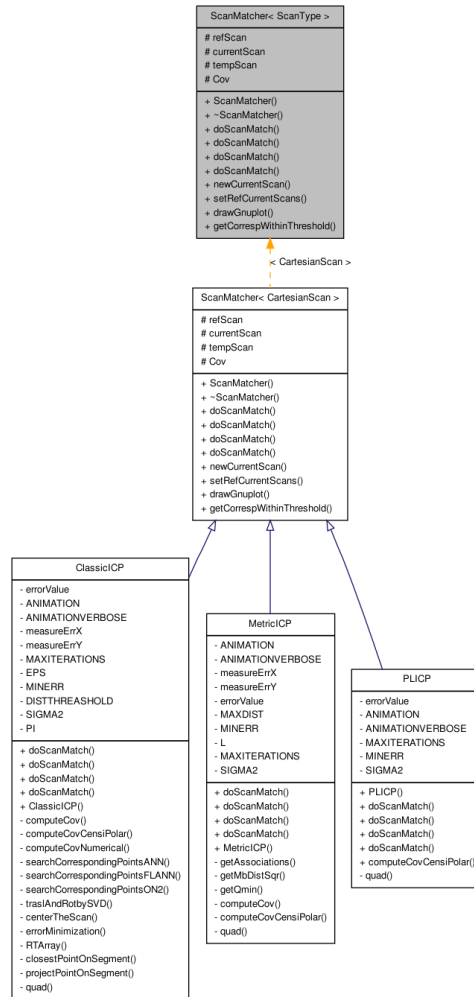 ScanMatcher< ScanType >
# refScan
# currentScan
# tempScan
# Cov
+ ScanMatcher()
+ ~ScanMatcher()
+ doScanMatch()
+ doScanMatch()
+ doScanMatch()
+ doScanMatch()
+ newCurrentScan()
+ setRefCurrentScans()
+ drawGnuplot()
+ getCorrespWithinThreshold()
< CartesianScan >
ScanMatcher< CartesianScan >
# refScan
# currentScan
# tempScan
# Cov
+ ScanMatcher()
+ ~ScanMatcher()
+ doScanMatch()
+ doScanMatch()
+ doScanMatch()
+ doScanMatch()
+ newCurrentScan()
+ setRefCurrentScans()
+ drawGnuplot()
+ getCorrespWithinThreshold()
ClassicICP
- errorValue
- ANIMATION
- ANIMATIONVERBOSE
- measureErrX
- measureErrY
- MAXITERATIONS
- EPS
- MINERR
- DISTTHREASHOLD
- SIGMA2
- PI
+ doScanMatch()
+ doScanMatch()
+ doScanMatch()
+ doScanMatch()
+ ClassicICP()
- computeCov()
- computeCovCensiPolar()
- computeCovNumerical()
- searchCorrespondingPointsANN()
- searchCorrespondingPointsFLANN()
- searchCorrespondingPointsON2()
- traslAndRotbySVD()
- centerTheScan()
- errorMinimization()
- RTArray()
- closestPointOnSegment()
- projectPointOnSegment()
- quad()
MetricICP
- ANIMATION
- ANIMATIONVERBOSE
- measureErrX
- measureErrY
- errorValue
- MAXDIST
- MINERR
- L
- MAXITERATIONS
- SIGMA2
+ doScanMatch()
+ doScanMatch()
+ doScanMatch()
+ doScanMatch()
+ MetricICP()
- getAssociations()
- getMbDistSqr()
- getQmin()
- computeCov()
- computeCovCensiPolar()
- quad()
PLICP
- errorValue
- ANIMATION
- ANIMATIONVERBOSE
- MAXITERATIONS
- MINERR
- SIGMA2
+ PLICP()
+ doScanMatch()
+ doScanMatch()
+ doScanMatch()
+ doScanMatch()
+ computeCovCensiPolar()
- quad()